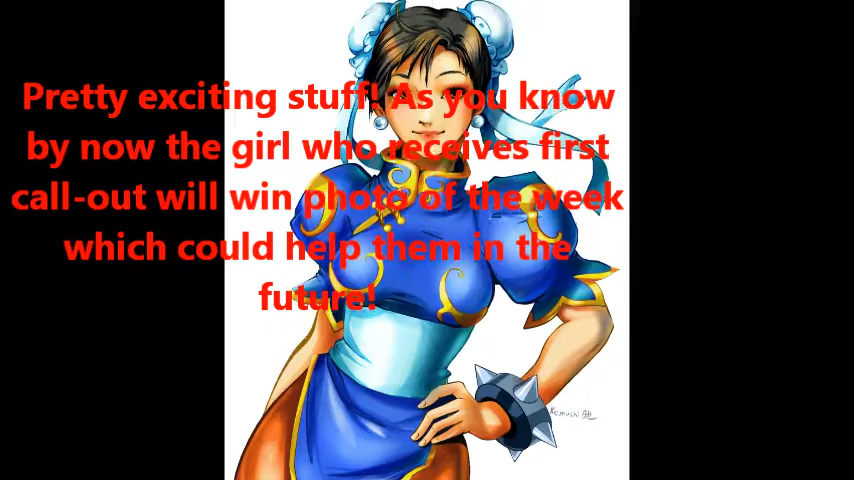 Pretty exciting stuff! As you know
by now the girl who receives first
call-out will win photo of the week
which could help them in the
future!